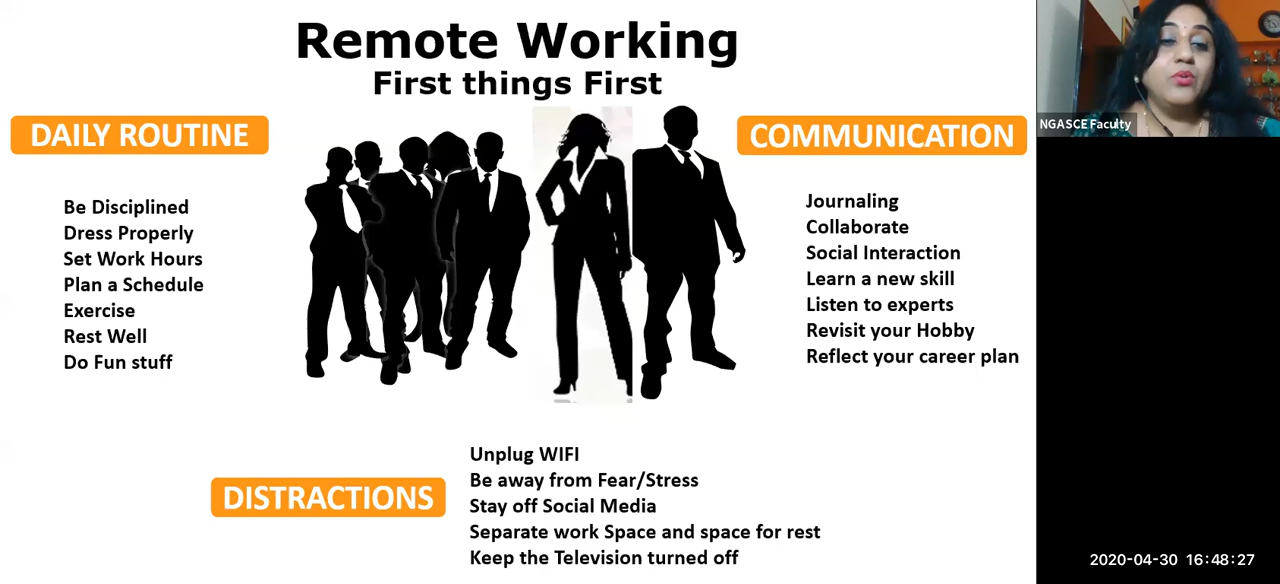 Remote Working
First things First
DAILY ROUTINE
Be Disciplined
Dress Properly
Set Work Hours
Plan a Schedule
Exercise
Rest Well
Do Fun stuff
COMMUNICATION
Journaling
Collaborate
Social Interaction
Learn a new skill
Listen to experts
Revisit your Hobby
Reflect your career plan
DISTRACTIONS
Unplug WIFI
Be away from Fear/Stress
Stay off Social Media
Separate work Space and space for rest
Keep the Television turned off
NGASCE Faculty
2020-04-30 16:48:27